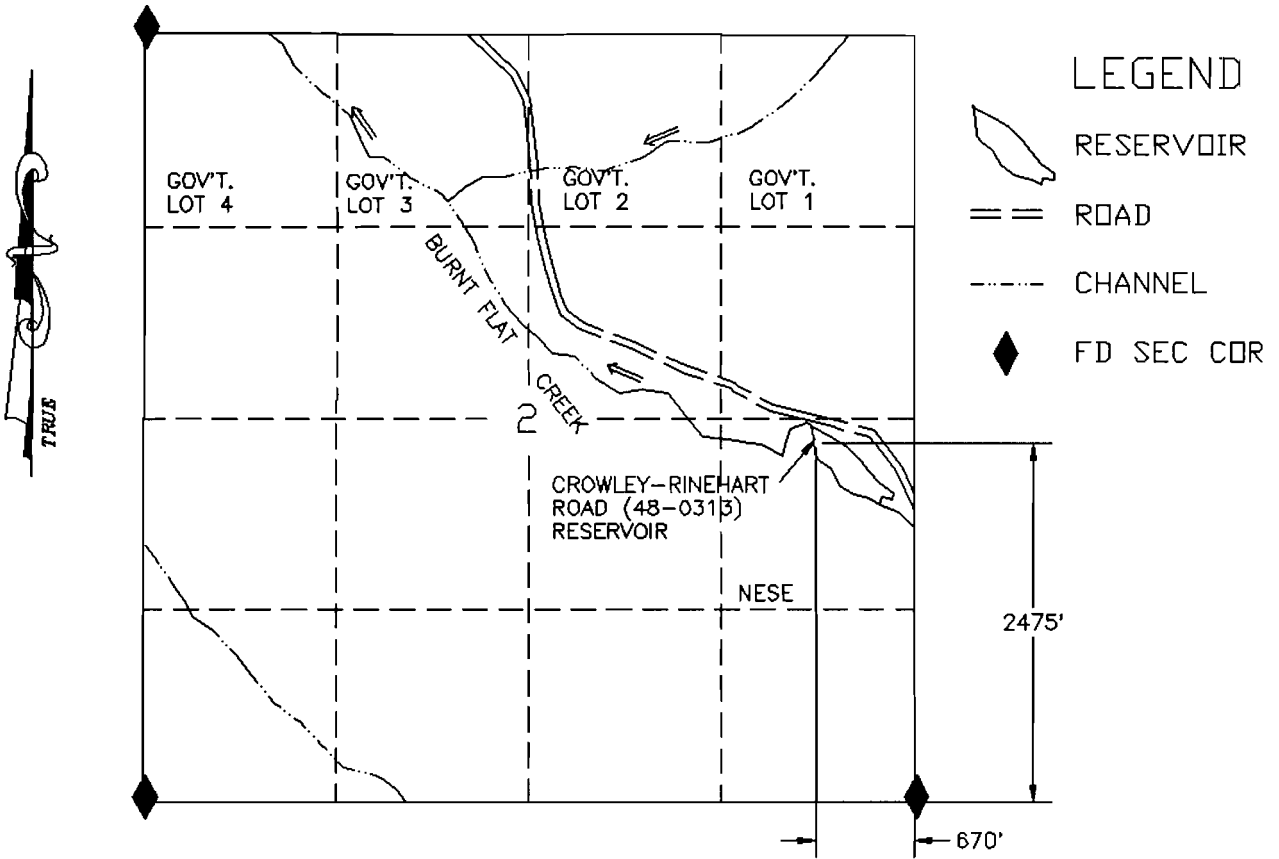 LEGEND
RESERVOIR
ROAD
CHANNEL
FD SEC COR
TRUE
GOV'T.
LOT 4
GOV'T.
LOT 3
GOV'T.
LOT 2
GOV'T.
LOT 1
BURNT FLAT
CREEK
2
CROWLEY-RINEHART
ROAD (48-0313)
RESERVOIR
NESE
2475'
670'